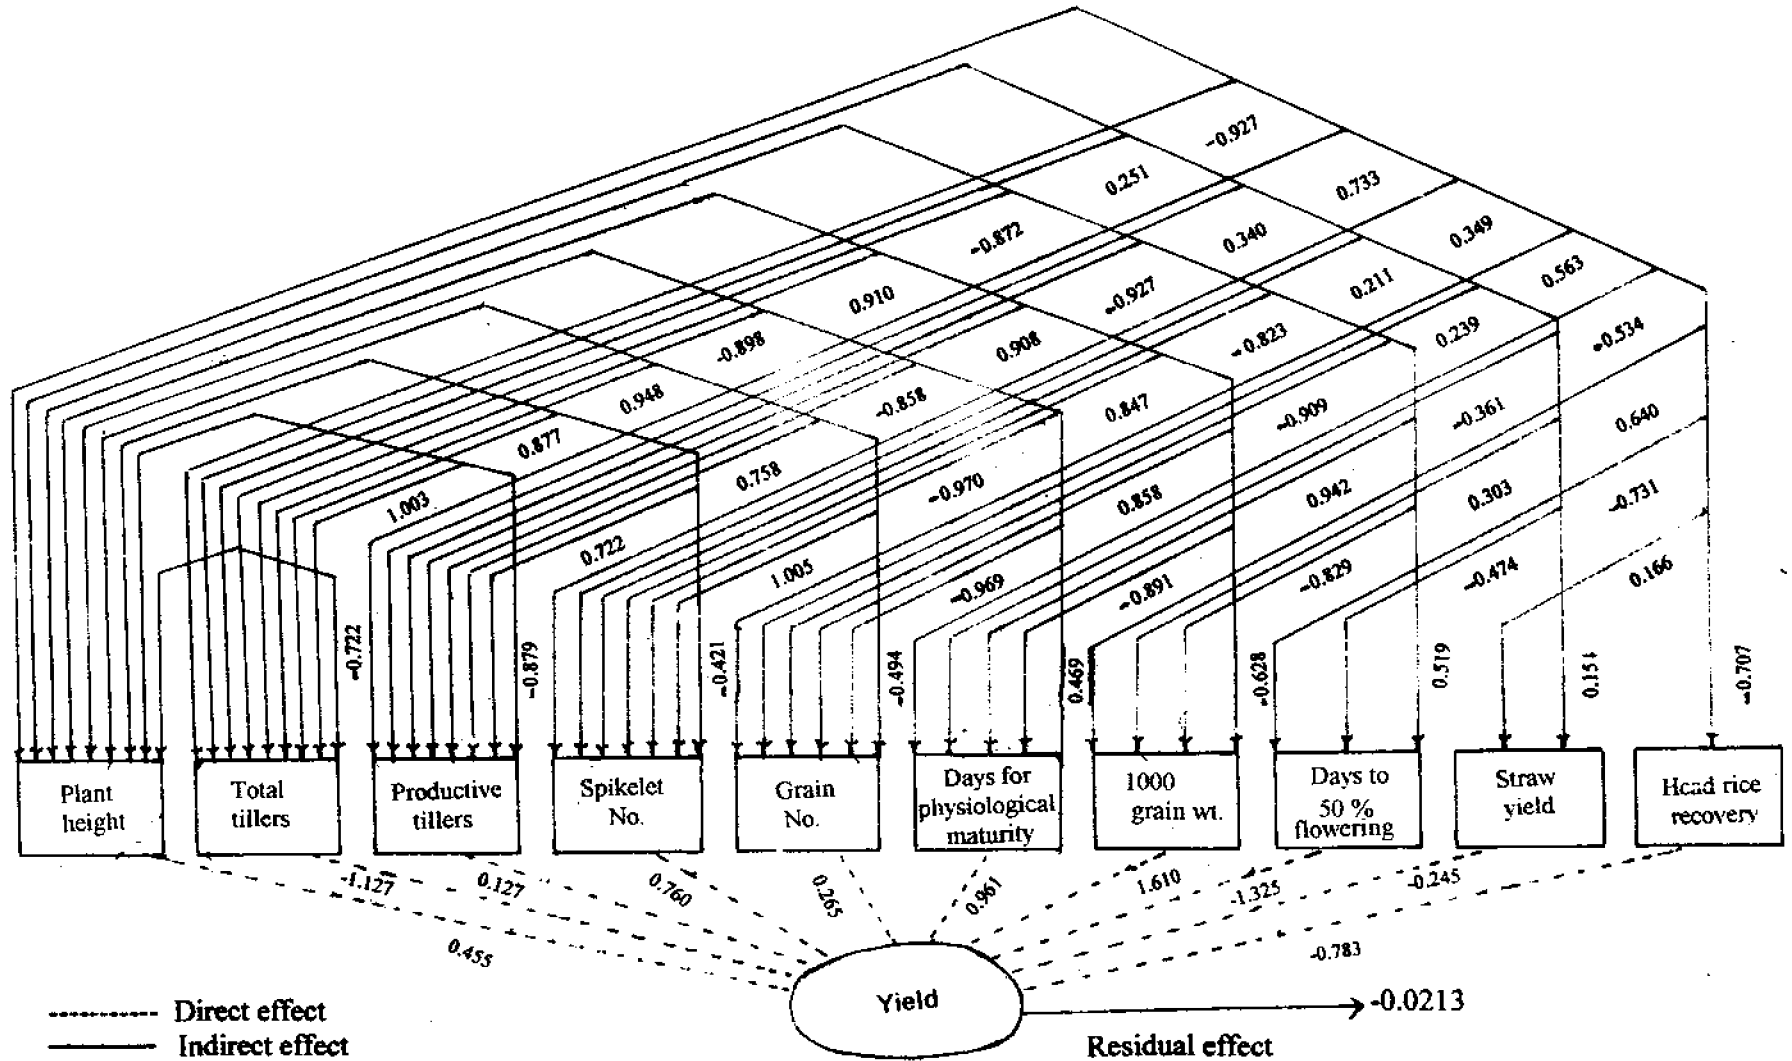 -0.927
0.251
0.733
-0.872
0.340
0.349
0.910
-0.927
0.211
0.563
-0.898
0.908
-0.823
0.239
-0.534
0.948
-0.858
0.847
-0.909
-0.361
0.640
0.877
0.758
-0.970
0.858
0.942
0.303
-0.731
1.003
0.722
1.005
-0.969
-0.891
-0.829
-0.474
0.166
-0.722
-0.879
-0.421
-0.494
0.469
-0.628
0.519
0.151
-0.707
Plant
height
Total
tillers
Productive
tillers
Spikelet
No.
Grain
No.
Days for
physiological
maturity
1000
grain wt.
Days to
50 %
flowering
Straw
yield
Head rice
recovery
-1.127
0.127
0.760
0.265
0.961
1.610
-1.325
-0.245
0.455
-0.783
Yield
-0.0213
Direct effect
Indirect effect
Residual effect